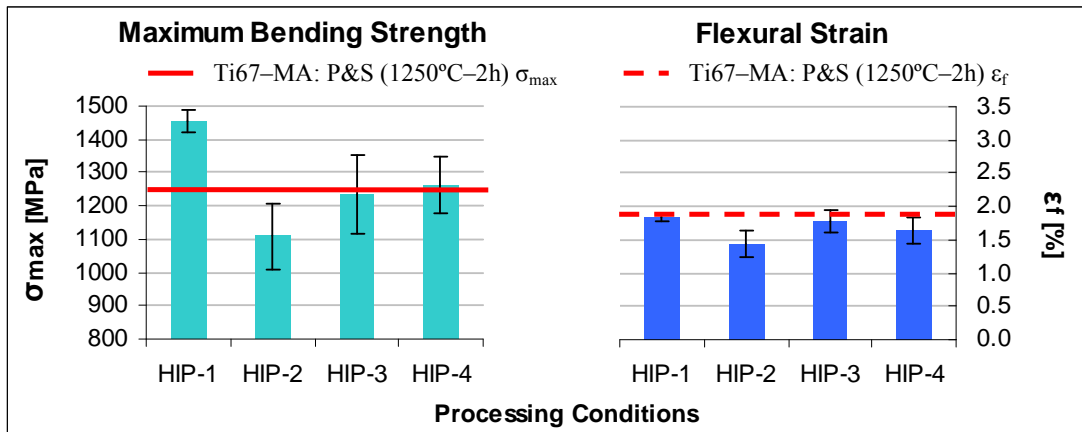 Maximum Bending Strength
Ti67–MA: P&S (1250ºC–2h) σmax
σmax [MPa]
1500
1400
1300
1200
1100
1000
900
800
HIP-1 HIP-2 HIP-3 HIP-4
Flexural Strain
Ti67–MA: P&S (1250ºC–2h) εf
3.5
3.0
2.5
2.0
1.5
1.0
0.5
0.0
εf [%]
HIP-1 HIP-2 HIP-3 HIP-4
Processing Conditions